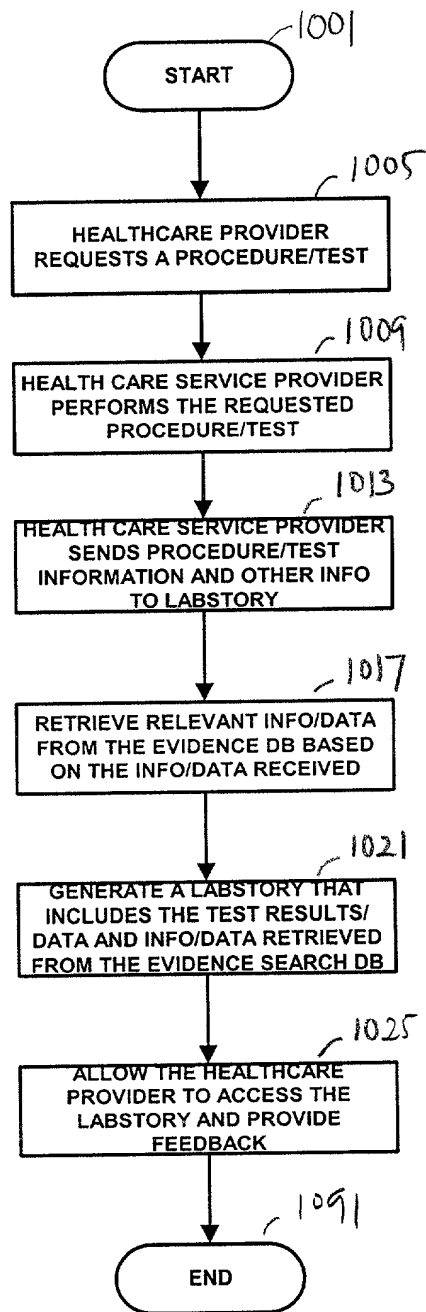 1001
START
1005
HEALTHCARE PROVIDER
REQUESTS A PROCEDURE/TEST
1009
HEALTH CARE SERVICE PROVIDER
PERFORMS THE REQUESTED
PROCEDURE/TEST
1013
HEALTH CARE SERVICE PROVIDER
SENDS PROCEDURE/TEST
INFORMATION AND OTHER INFO
TO LABSTORY
1017
RETRIEVE RELEVANT INFO/DATA
FROM THE EVIDENCE DB BASED
ON THE INFO/DATA RECEIVED
1021
GENERATE A LABSTORY THAT
INCLUDES THE TEST RESULTS/
DATA AND INFO/DATA RETRIEVED
FROM THE EVIDENCE SEARCH DB
1025
ALLOW THE HEALTHCARE
PROVIDER TO ACCESS THE
LABSTORY AND PROVIDE
FEEDBACK
1091
END